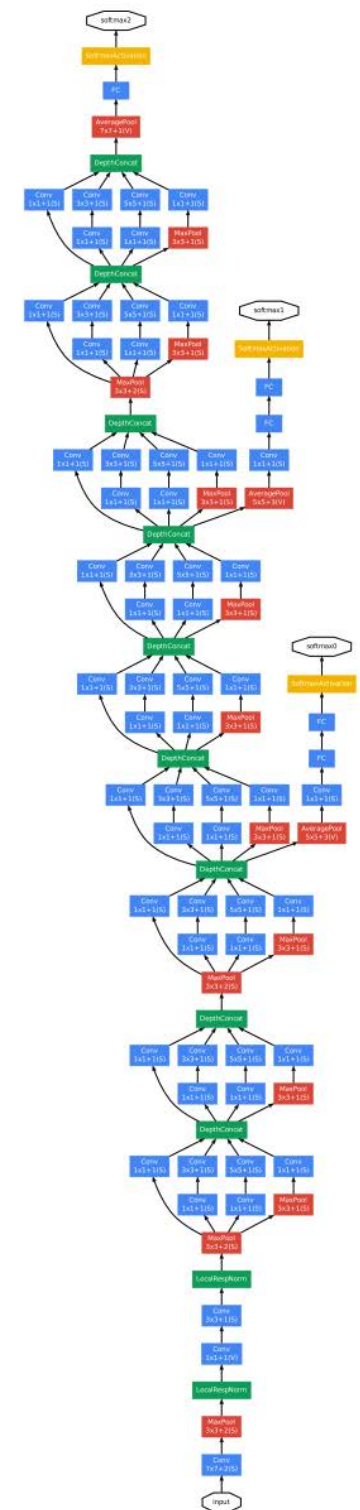 softmax2
SoftmaxActivation
FC
AveragePool
7x7+1(V)
DepthConcat
Conv Conv Conv Conv
1x1+1(S) 3x3+1(S) 5x5+1(S) 1x1+1(S)
Conv Conv MaxPool
1x1+1(S) 1x1+1(S) 3x3+1(S)
DepthConcat
Conv Conv Conv Conv
1x1+1(S) 3x3+1(S) 5x5+1(S) 1x1+1(S)
softmax1
Conv Conv MaxPool
1x1+1(S) 1x1+1(S) 3x3+1(S)
SoftmaxActivation
MaxPool
3x3+2(S)
FC
DepthConcat
FC
Conv Conv Conv Conv Conv
1x1+1(S) 3x3+1(S) 5x5+1(S) 1x1+1(S) 1x1+1(S)
Conv Conv MaxPool AveragePool
1x1+1(S) 1x1+1(S) 3x3+1(S) 5x5+3(V)
DepthConcat
Conv Conv Conv Conv
1x1+1(S) 3x3+1(S) 5x5+1(S) 1x1+1(S)
Conv Conv MaxPool
1x1+1(S) 1x1+1(S) 3x3+1(S)
DepthConcat
softmax0
Conv Conv Conv Conv
1x1+1(S) 3x3+1(S) 5x5+1(S) 1x1+1(S)
SoftmaxActivation
Conv Conv MaxPool
1x1+1(S) 1x1+1(S) 3x3+1(S)
FC
DepthConcat
FC
Conv Conv Conv Conv Conv
1x1+1(S) 3x3+1(S) 5x5+1(S) 1x1+1(S) 1x1+1(S)
Conv Conv MaxPool AveragePool
1x1+1(S) 1x1+1(S) 3x3+1(S) 5x5+3(V)
DepthConcat
Conv Conv Conv Conv
1x1+1(S) 3x3+1(S) 5x5+1(S) 1x1+1(S)
Conv Conv MaxPool
1x1+1(S) 1x1+1(S) 3x3+1(S)
MaxPool
3x3+2(S)
DepthConcat
Conv Conv Conv Conv
1x1+1(S) 3x3+1(S) 5x5+1(S) 1x1+1(S)
Conv Conv MaxPool
1x1+1(S) 1x1+1(S) 3x3+1(S)
DepthConcat
Conv Conv Conv Conv
1x1+1(S) 3x3+1(S) 5x5+1(S) 1x1+1(S)
Conv Conv MaxPool
1x1+1(S) 1x1+1(S) 3x3+1(S)
MaxPool
3x3+2(S)
LocalRespNorm
Conv
3x3+1(S)
Conv
1x1+1(V)
LocalRespNorm
MaxPool
3x3+2(S)
Conv
7x7+2(S)
input